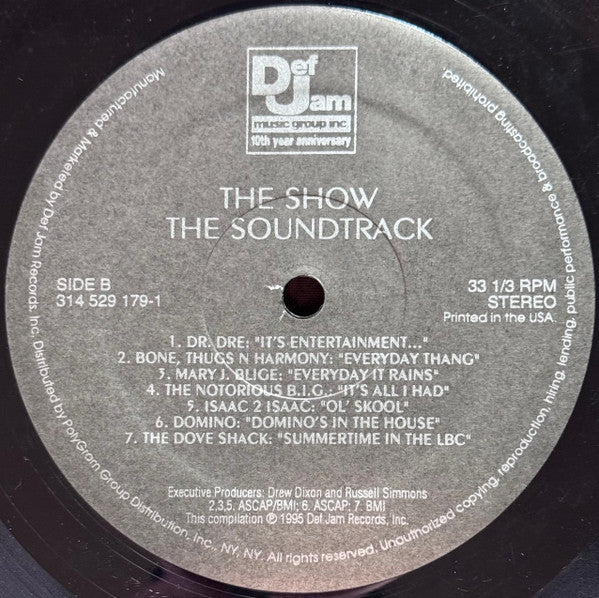 Def
Jam
music group inc
10th year anniversary
THE SHOW
THE SOUNDTRACK
SIDE B
314 529 179-1
33 1/3 RPM
STEREO
Printed in the USA.
1. DR. DRE: "IT'S ENTERTAINMENT..."
2. BONE, THUGS N HARMONY: "EVERYDAY THANG"
3. MARY J. BLIGE: "EVERYDAY IT RAINS"
4. THE NOTORIOUS B.I.G.: "IT'S ALL I HAD"
5. ISAAC 2 ISAAC: "OL' SKOOL"
6. DOMINO: "DOMINO'S IN THE HOUSE"
7. THE DOVE SHACK: "SUMMERTIME IN THE LBC"
Executive Producers: Drew Dixon and Russell Simmons
2,3,5. ASCAP/BMI; 6. ASCAP; 7. BMI
This compilation ℗ 1995 Def Jam Records, Inc.
Manufactured & Marketed by Def Jam Records, Inc. Distributed by PolyGram Group Distribution, Inc., NY, NY. All rights reserved. Unauthorized copying, reproduction, hiring, lending, public performance & broadcasting prohibited.